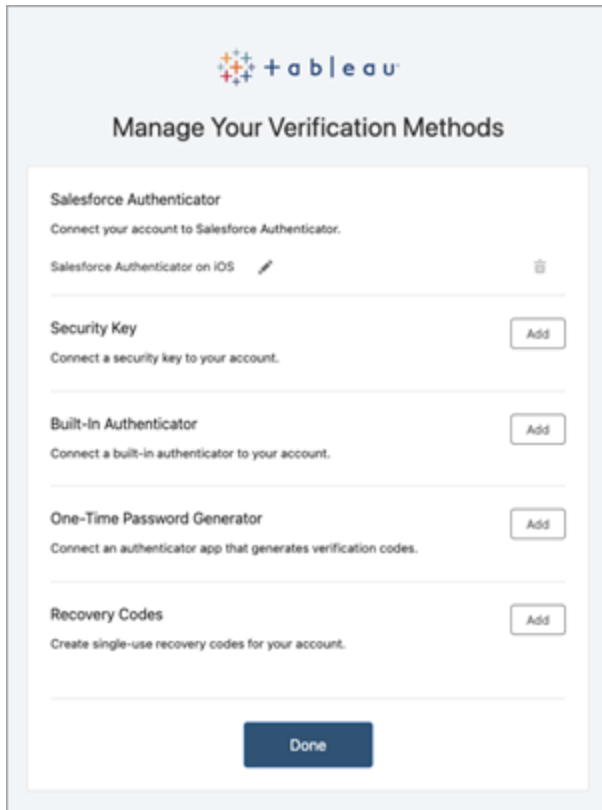 +ableau
Manage Your Verification Methods
Salesforce Authenticator
Connect your account to Salesforce Authenticator.
Salesforce Authenticator on iOS
Security Key
Add
Connect a security key to your account.
Built-In Authenticator
Add
Connect a built-in authenticator to your account.
One-Time Password Generator
Add
Connect an authenticator app that generates verification codes.
Recovery Codes
Add
Create single-use recovery codes for your account.
Done